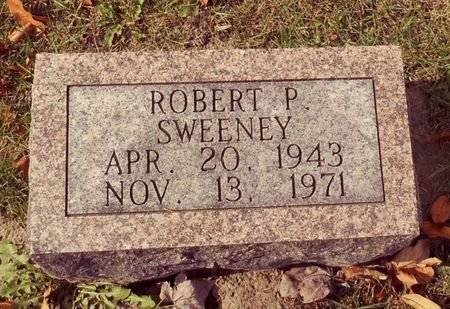 ROBERT P.
SWEENEY
APR. 20, 1943
NOV. 13, 1971